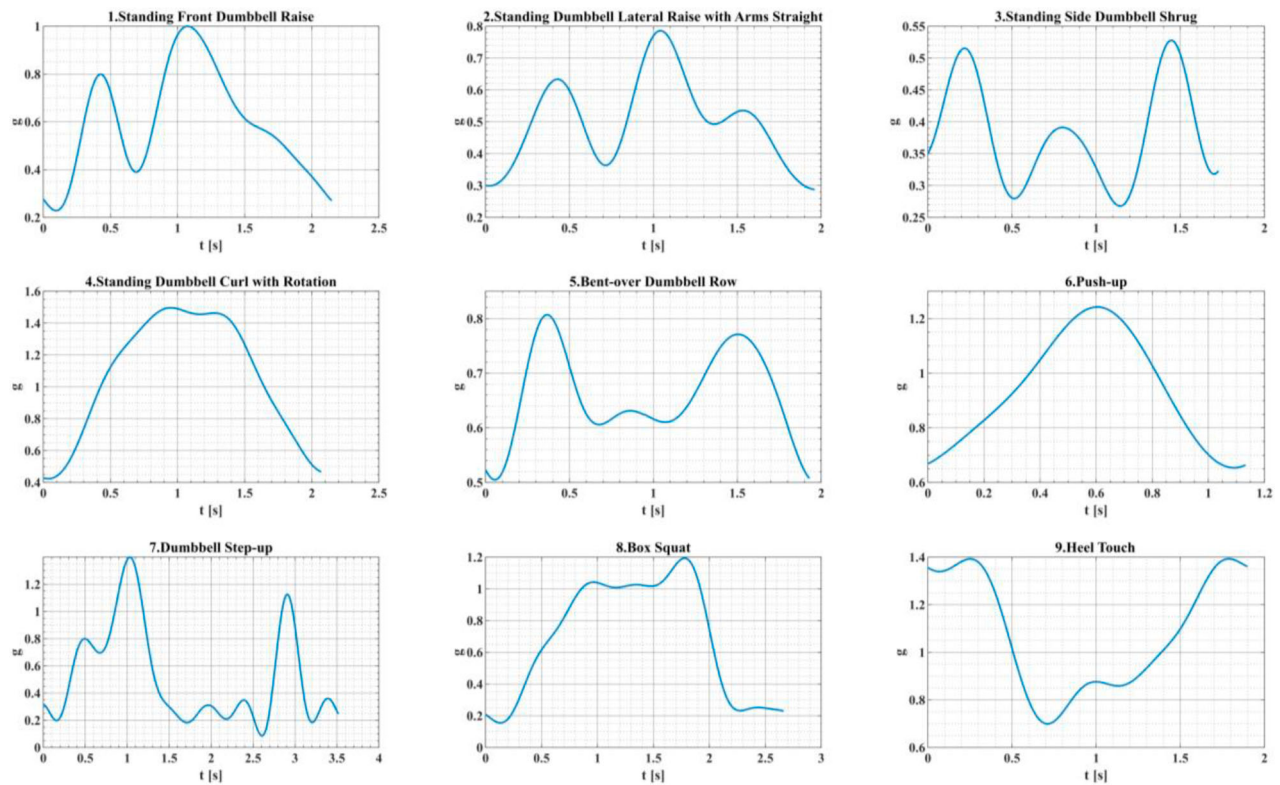 1.Standing Front Dumbbell Raise
1
0.8
0.6
0.4
0.2
g
0 0.5 1 1.5 2 2.5
t [s]
2.Standing Dumbbell Lateral Raise with Arms Straight
0.8
0.7
0.6
0.5
0.4
0.3
0.2
g
0 0.5 1 1.5 2
t [s]
3.Standing Side Dumbbell Shrug
0.55
0.5
0.45
0.4
0.35
0.3
0.25
g
0 0.5 1 1.5 2
t [s]
4.Standing Dumbbell Curl with Rotation
1.6
1.4
1.2
1
0.8
0.6
0.4
g
0 0.5 1 1.5 2 2.5
t [s]
5.Bent-over Dumbbell Row
0.8
0.7
0.6
0.5
g
0 0.5 1 1.5 2
t [s]
6.Push-up
1.2
1
0.8
0.6
g
0 0.2 0.4 0.6 0.8 1 1.2
t [s]
7.Dumbbell Step-up
1.2
1
0.8
0.6
0.4
0.2
0
g
0 0.5 1 1.5 2 2.5 3 3.5 4
t [s]
8.Box Squat
1.2
1
0.8
0.6
0.4
0.2
0
g
0 0.5 1 1.5 2 2.5 3
t [s]
9.Heel Touch
1.4
1.2
1
0.8
0.6
g
0 0.5 1 1.5 2
t [s]